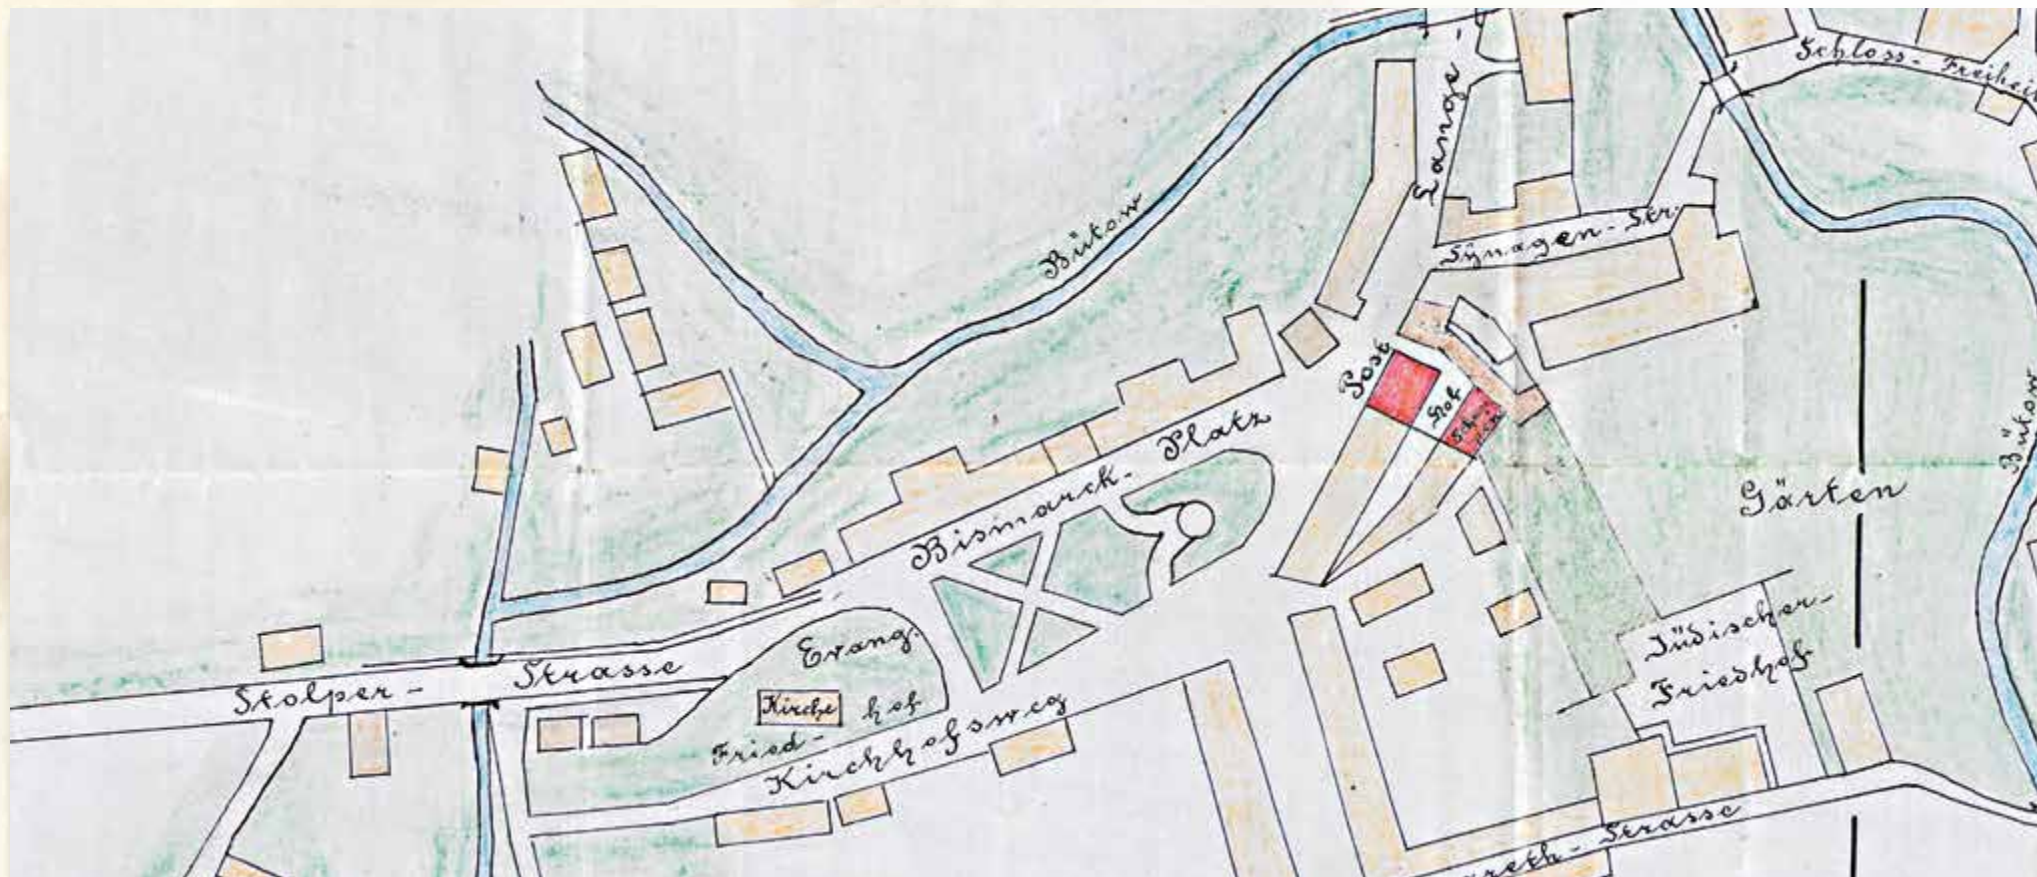 Schloss-Freiheit
Lange-
Bütow
Synagen-Str.
Post
Hof
Bismarck-Platz
Gärten
Bütow
Jüdischer-
Friedhof
Evang.
Stolper-Strasse
Kirche
Fried-hof
Kirchhofsweg
Strasse